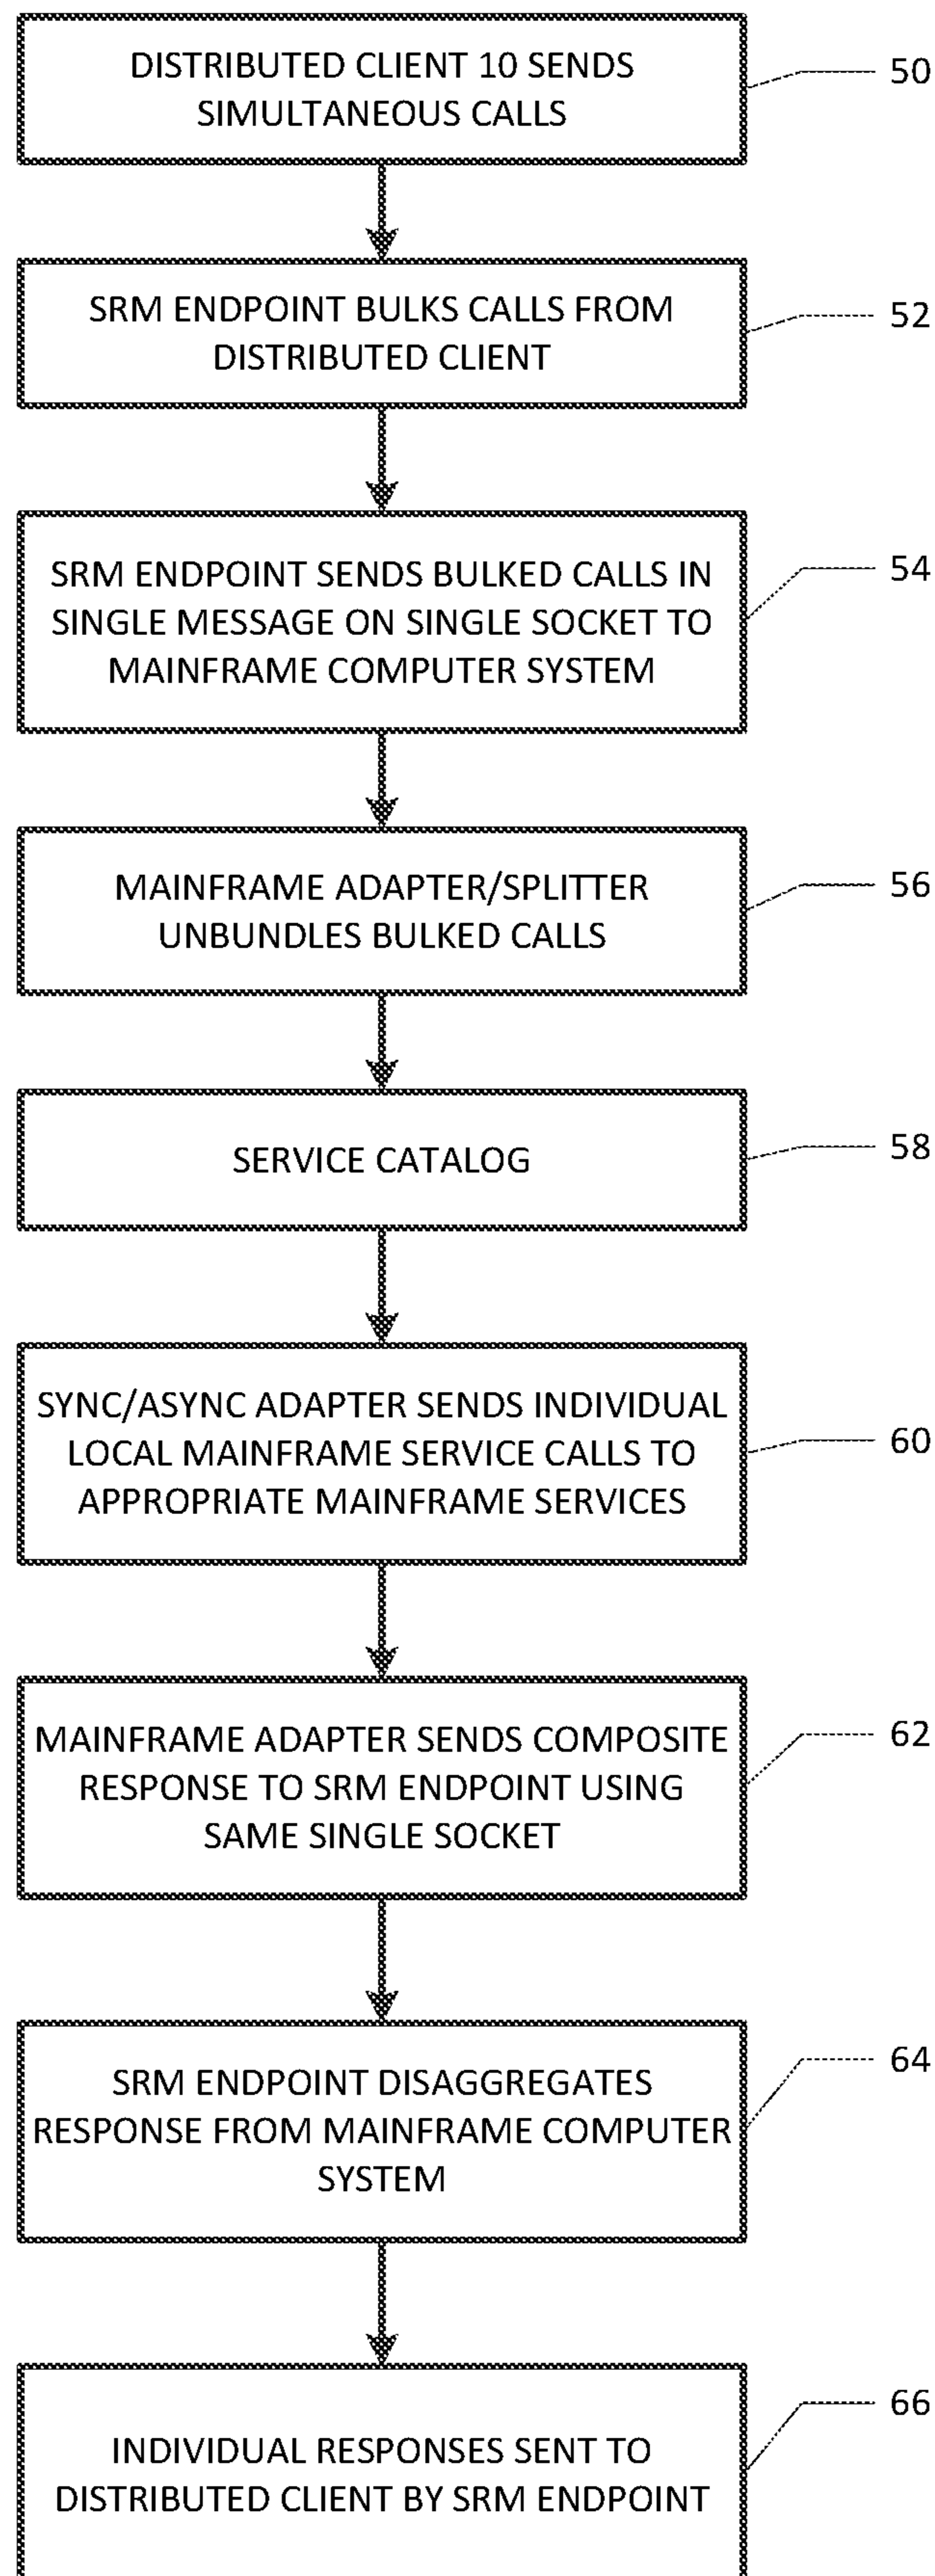 DISTRIBUTED CLIENT 10 SENDS
SIMULTANEOUS CALLS
50
SRM ENDPOINT BULKS CALLS FROM
DISTRIBUTED CLIENT
52
SRM ENDPOINT SENDS BULKED CALLS IN
SINGLE MESSAGE ON SINGLE SOCKET TO
MAINFRAME COMPUTER SYSTEM
54
MAINFRAME ADAPTER/SPLITTER
UNBUNDLES BULKED CALLS
56
SERVICE CATALOG
58
SYNC/ASYNC ADAPTER SENDS INDIVIDUAL
LOCAL MAINFRAME SERVICE CALLS TO
APPROPRIATE MAINFRAME SERVICES
60
MAINFRAME ADAPTER SENDS COMPOSITE
RESPONSE TO SRM ENDPOINT USING
SAME SINGLE SOCKET
62
SRM ENDPOINT DISAGGREGATES
RESPONSE FROM MAINFRAME COMPUTER
SYSTEM
64
INDIVIDUAL RESPONSES SENT TO
DISTRIBUTED CLIENT BY SRM ENDPOINT
66